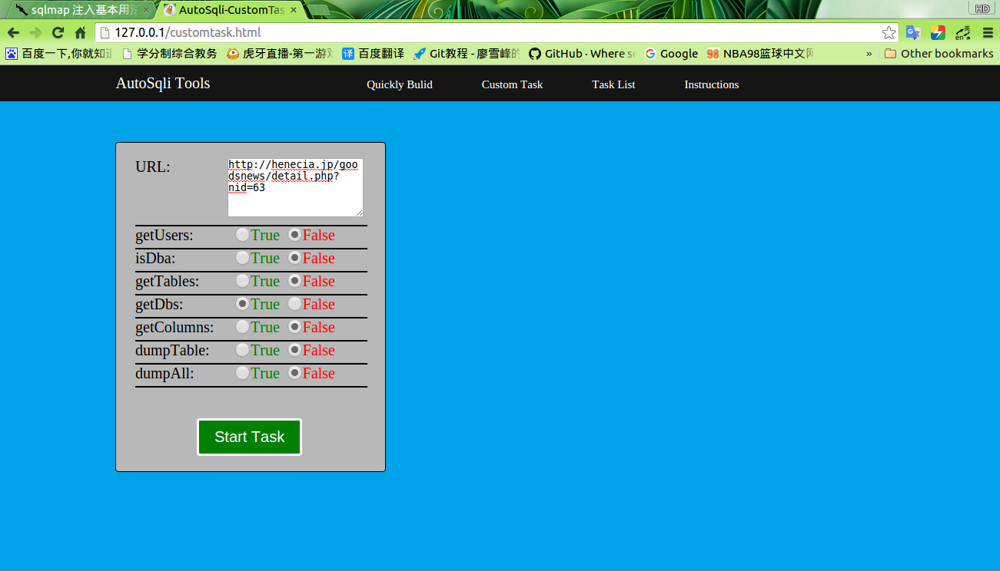 sqlmap 注入基本用
AutoSqli-CustomTas
HD
127.0.0.1/customtask.html
百度一下,你就知道
学分制综合教务
虎牙直播-第一游戏
译 百度翻译
Git教程 - 廖雪峰的
GitHub · Where s
Google
98 NBA98篮球中文网
»
Other bookmarks
AutoSqli Tools
Quickly Bulid
Custom Task
Task List
Instructions
URL:
http://henecia.jp/goo
dsnews/detail.php?
nid=63
getUsers: True False
isDba: True False
getTables: True False
getDbs: True False
getColumns: True False
dumpTable: True False
dumpAll: True False
Start Task